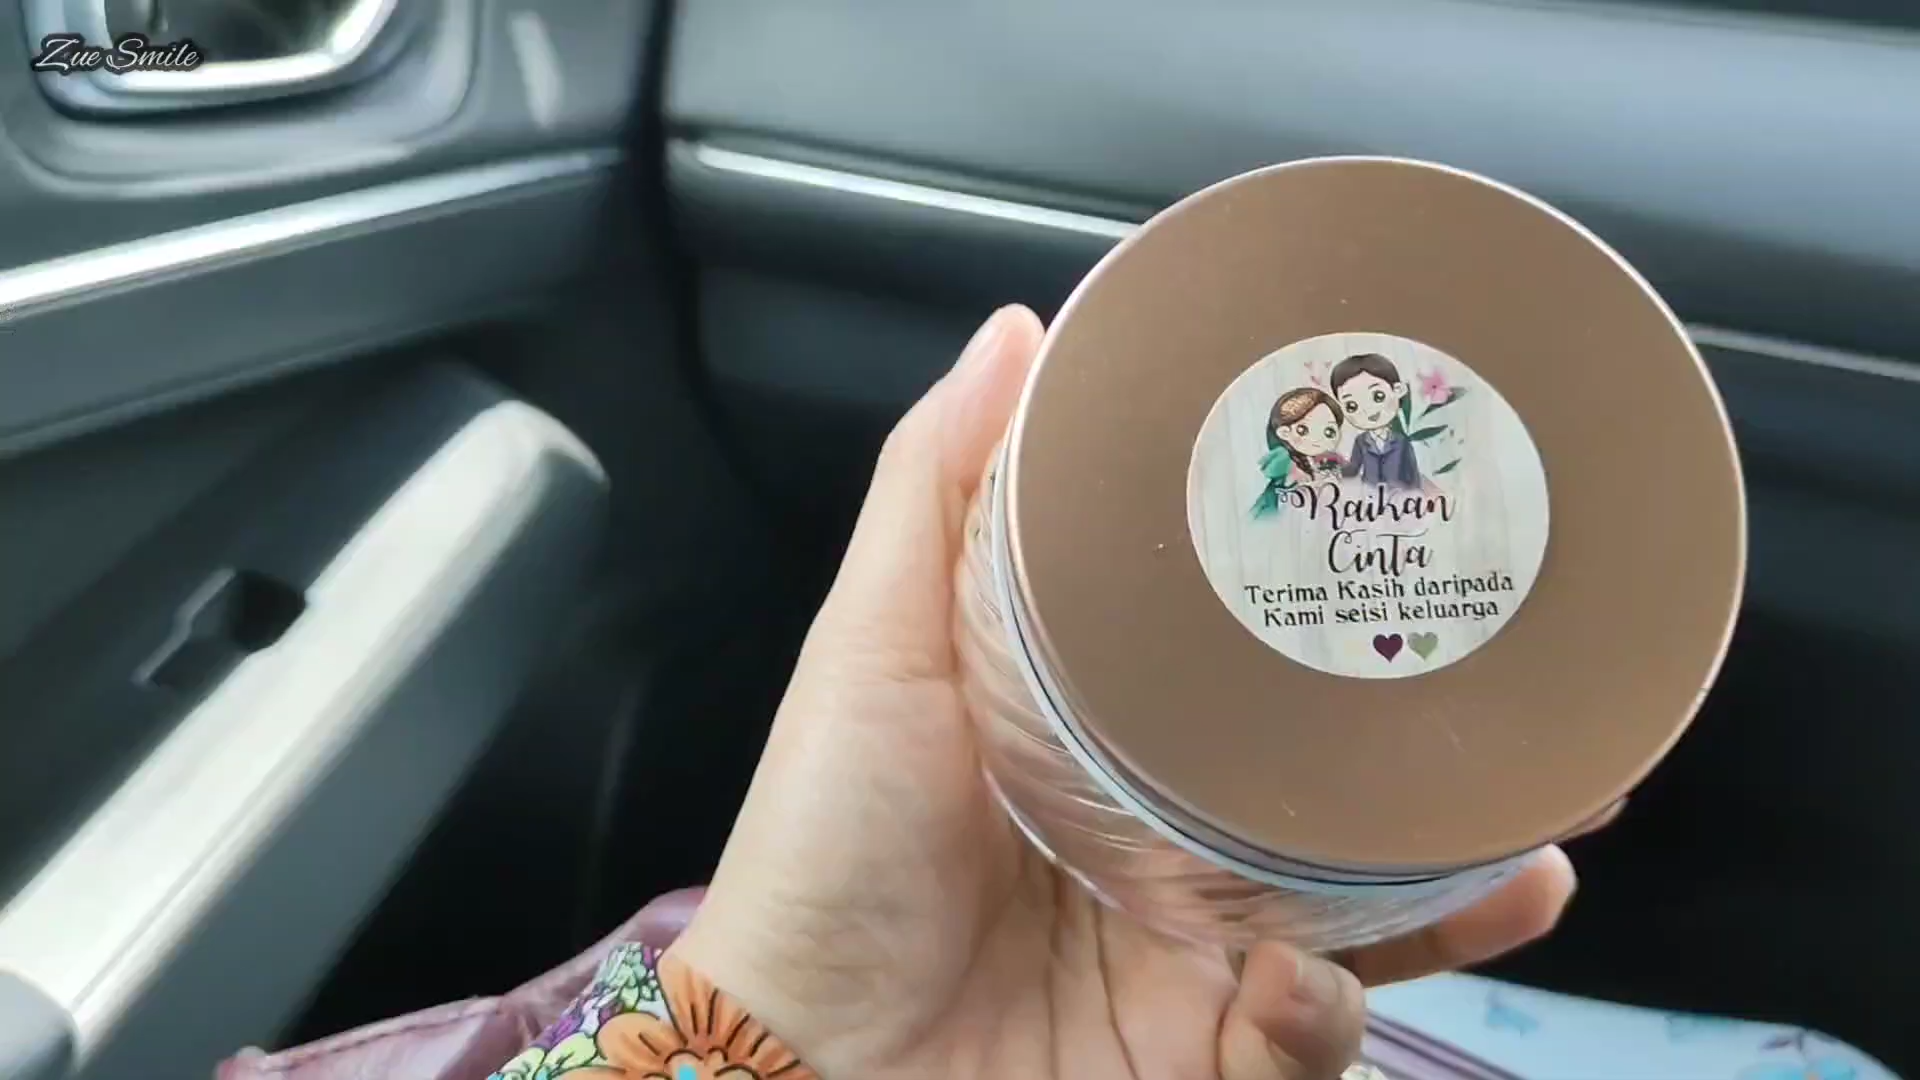 Zue Smile
Raikan
Cinta
Terima Kasih daripada
Kami seisi keluarga